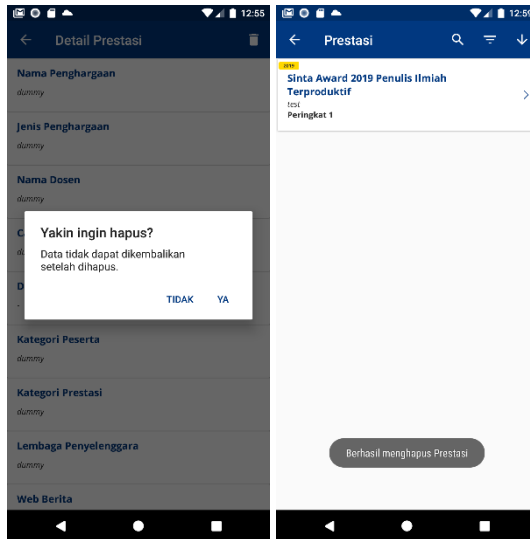 12:55
Detail Prestasi
Nama Penghargaan
dummy
Jenis Penghargaan
dummy
Nama Dosen
dummy
Yakin ingin hapus?
Data tidak dapat dikembalikan
setelah dihapus.
TIDAK YA
Kategori Peserta
dummy
Kategori Prestasi
dummy
Lembaga Penyelenggara
dummy
Web Berita
12:59
Prestasi
2019
Sinta Award 2019 Penulis Ilmiah
Terproduktif
test
Peringkat 1
Berhasil menghapus Prestasi